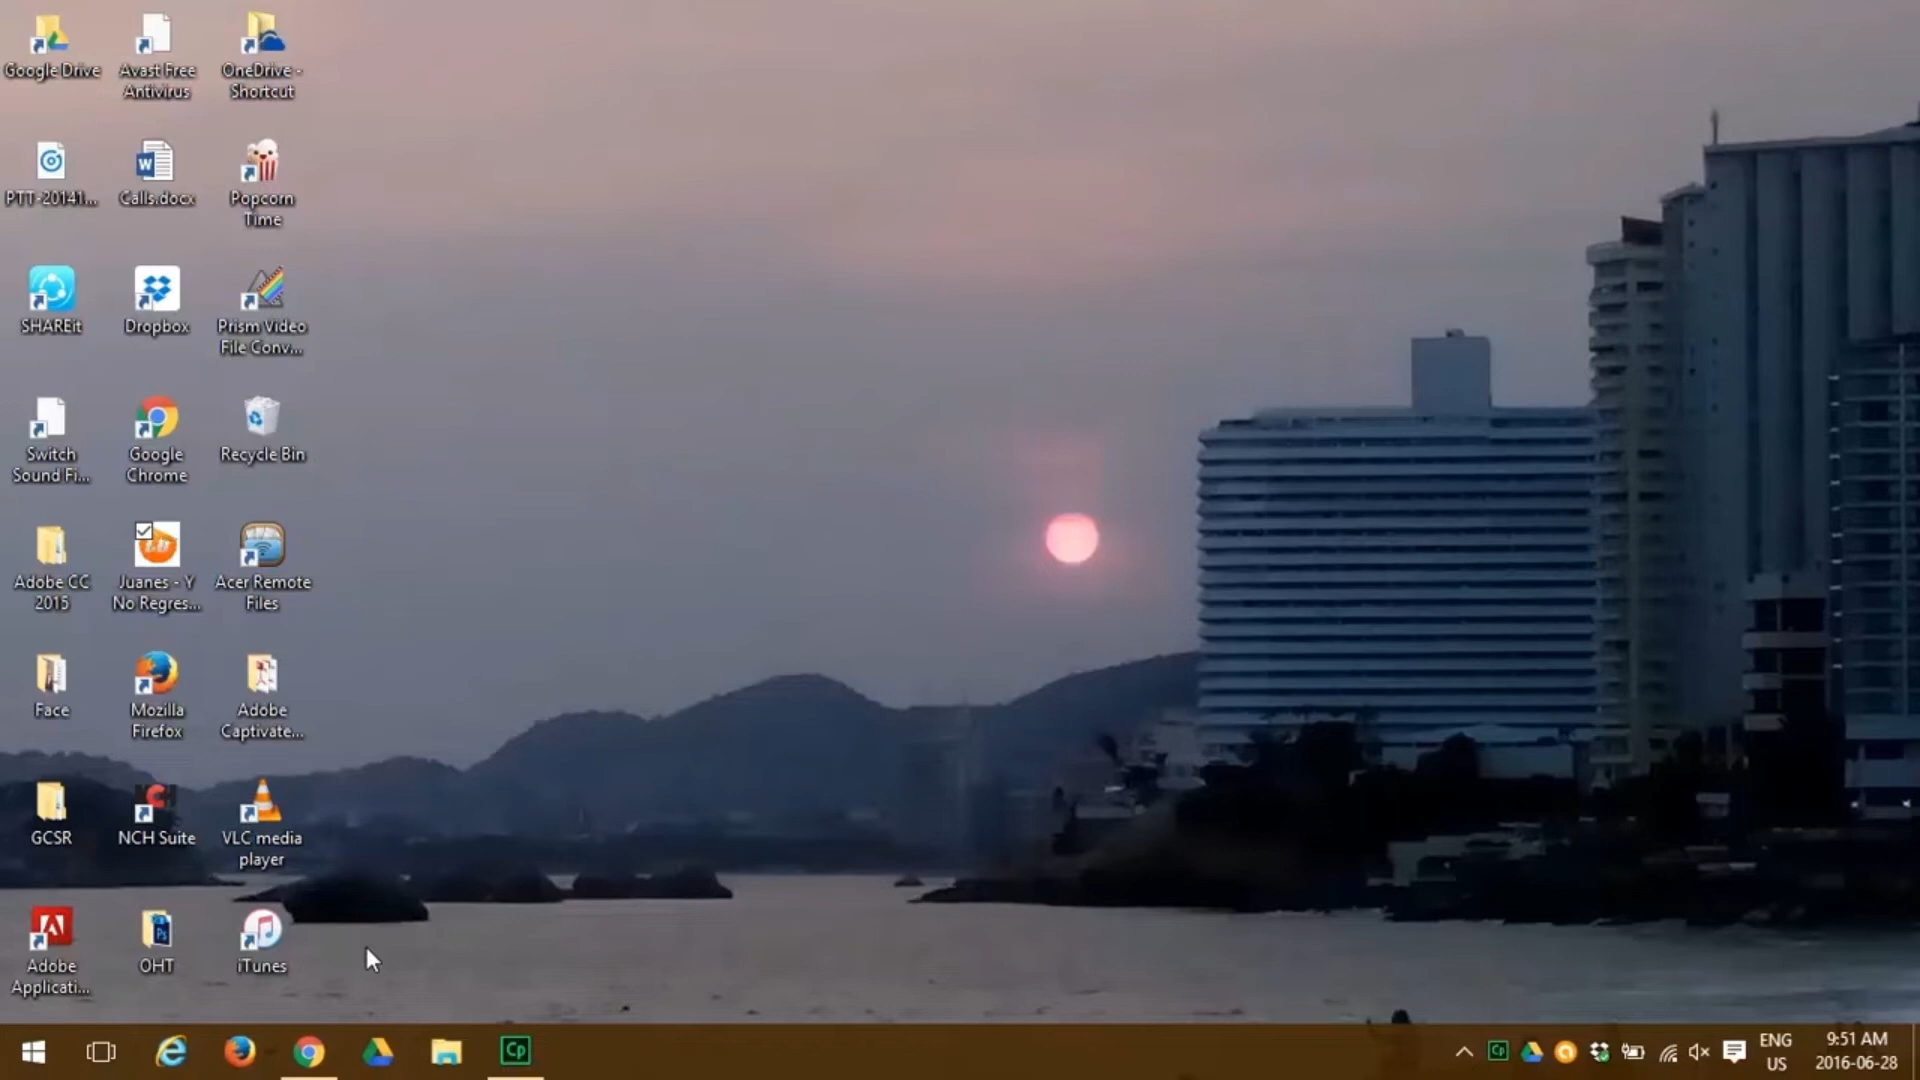 Google Drive
Avast Free
Antivirus
OneDrive -
Shortcut
PTT-20141...
Calls.docx
Popcorn
Time
SHAREit
Dropbox
Prism Video
File Conv...
Switch
Sound Fi...
Google
Chrome
Recycle Bin
Adobe CC
2015
Juanes - Y
No Regres...
Acer Remote
Files
Face
Mozilla
Firefox
Adobe
Captivate...
GCSR
NCH Suite
VLC media
player
Adobe
Applicati...
OHT
iTunes
Cp
Cp
ENG
US
9:51 AM
2016-06-28